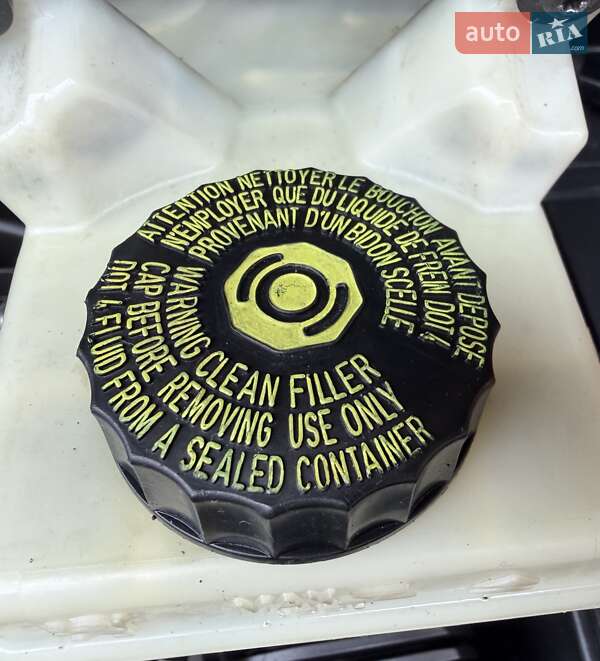 auto RIA.com
ATTENTION NETTOYER LE BOUCHON AVANT DEPOSE
N'EMPLOYER QUE DU LIQUIDE DE FREIN DOT 4
PROVENANT D'UN BIDON SCELLE
WARNING CLEAN FILLER
CAP BEFORE REMOVING USE ONLY
DOT 4 FLUID FROM A SEALED CONTAINER